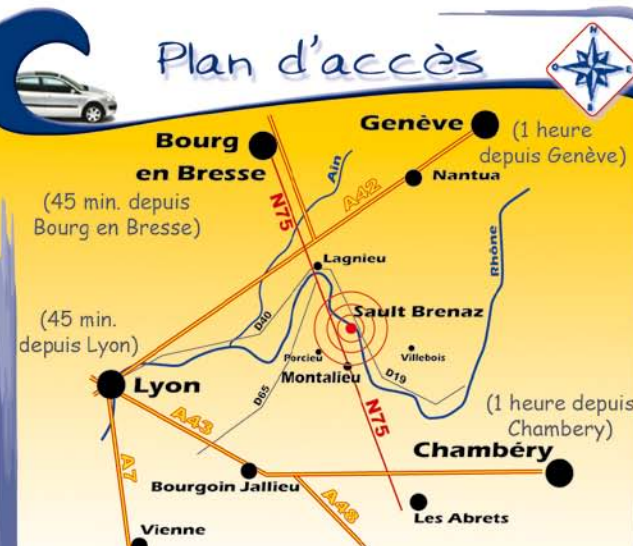 Plan d'accès
N
O
E
S
Bourg
en Bresse
Genève
(1 heure
depuis Genève)
Nantua
Ain
A42
N75
(45 min. depuis
Bourg en Bresse)
Lagnieu
Rhône
Sault Brenaz
D40
(45 min.
depuis Lyon)
Porcieu
Villebois
Montalieu
D19
Lyon
D65
A43
N75
(1 heure depuis
Chambery)
Chambéry
A7
Bourgoin Jallieu
A48
Les Abrets
Vienne